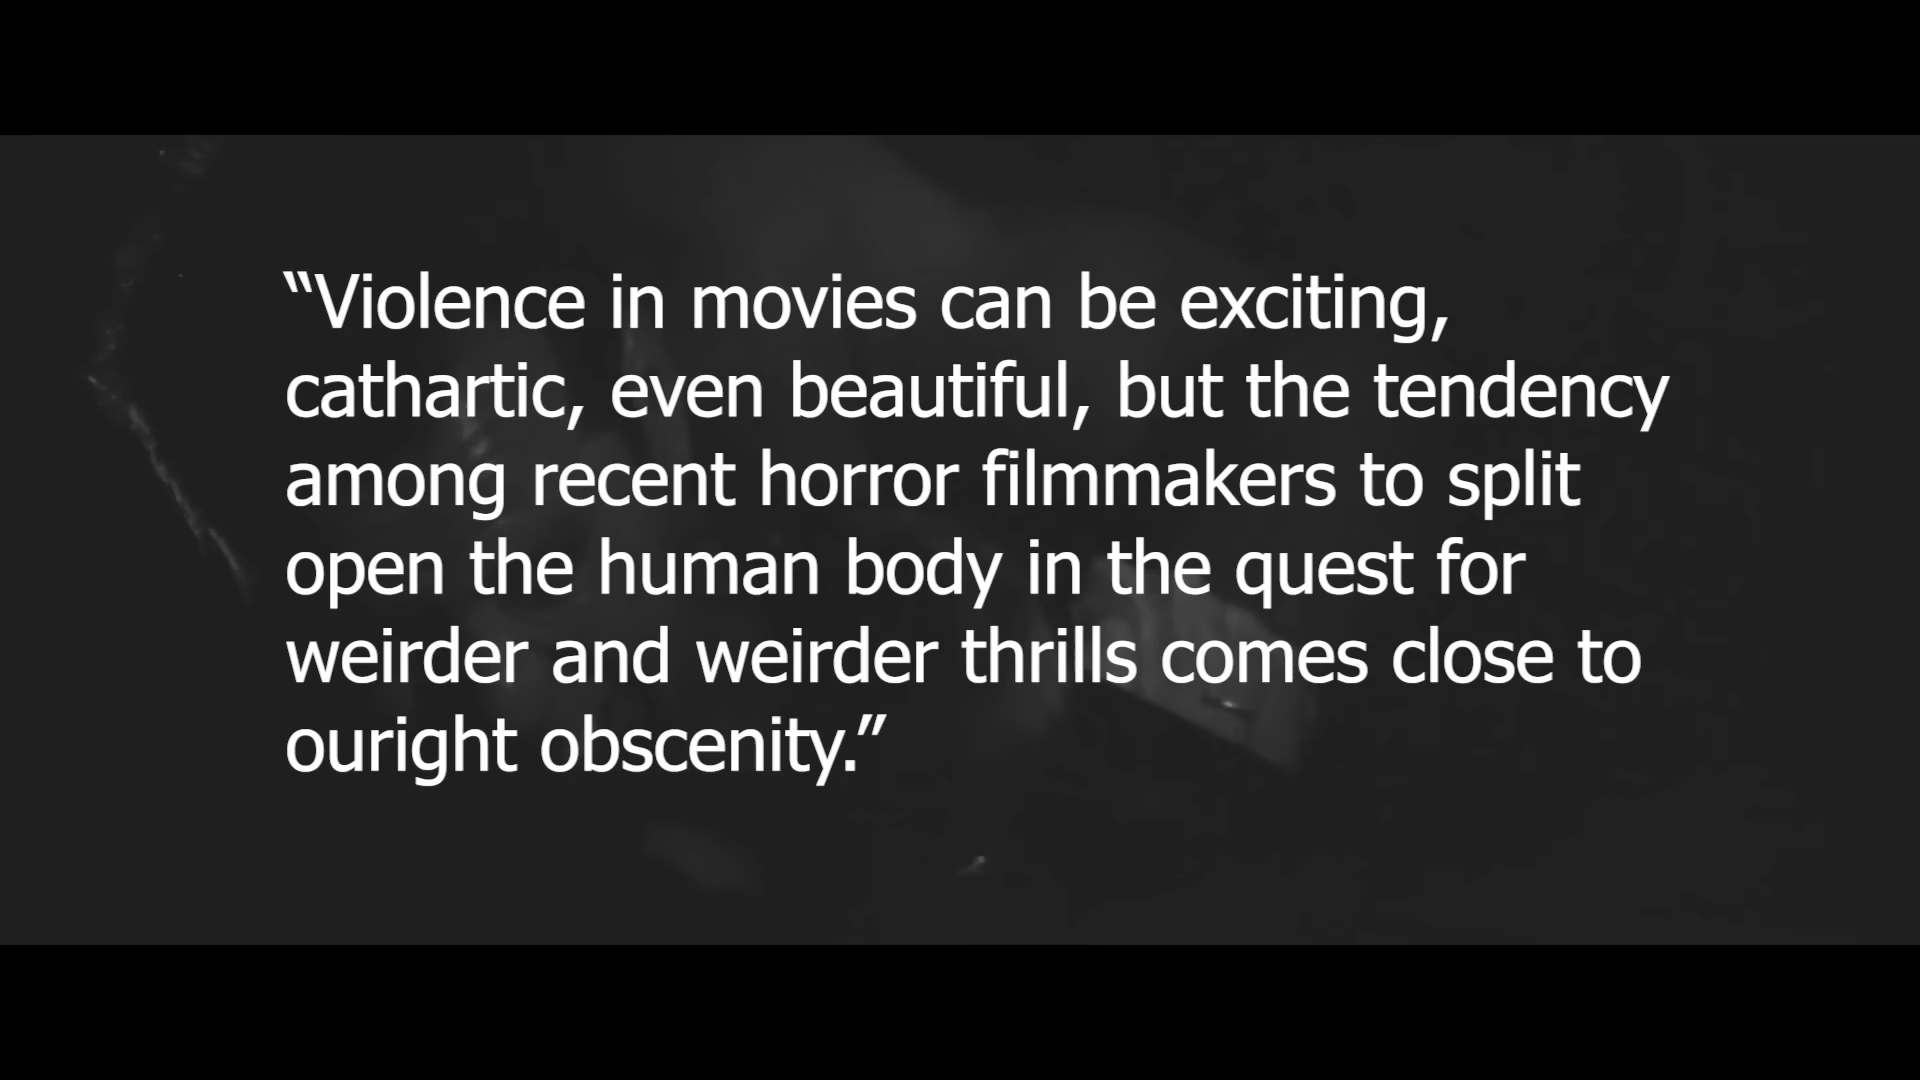 “Violence in movies can be exciting,
cathartic, even beautiful, but the tendency
among recent horror filmmakers to split
open the human body in the quest for
weirder and weirder thrills comes close to
ouright obscenity.”